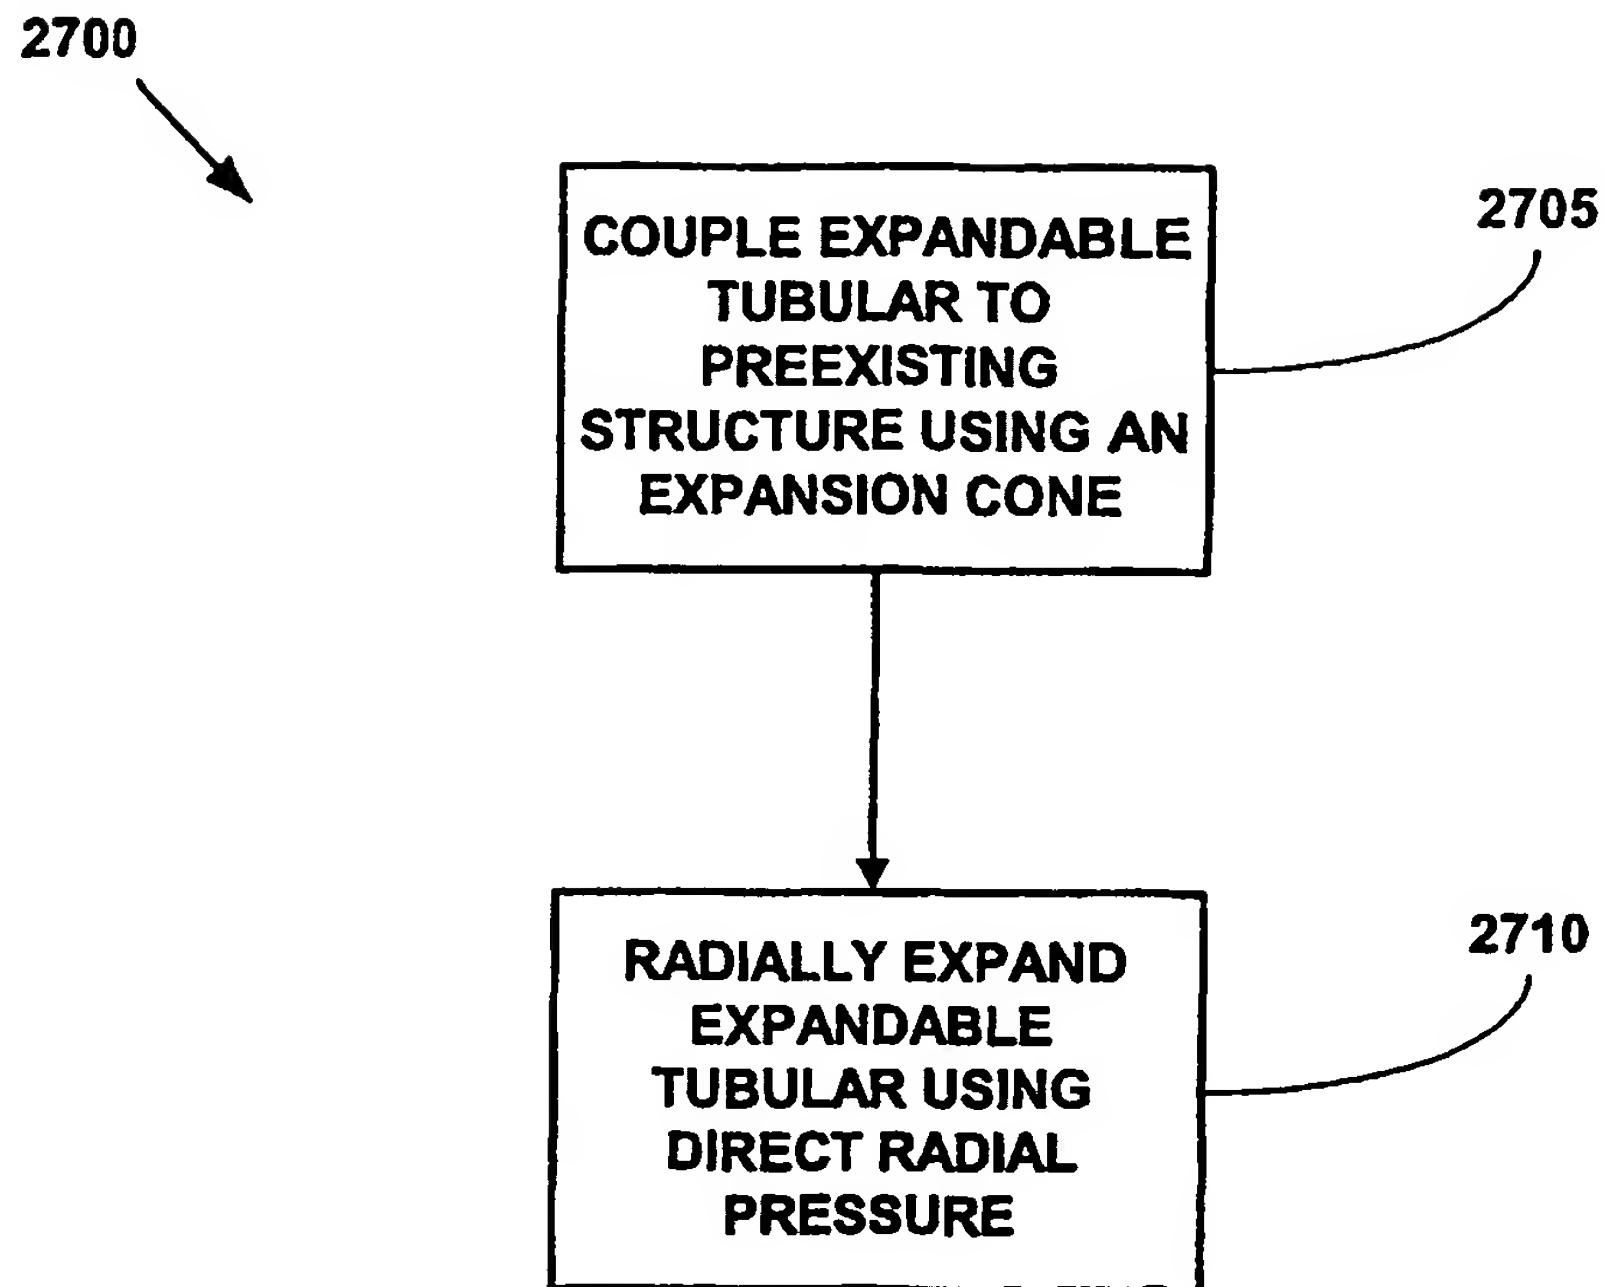 2700
COUPLE EXPANDABLE
TUBULAR TO
PREEXISTING
STRUCTURE USING AN
EXPANSION CONE
2705
RADIALLY EXPAND
EXPANDABLE
TUBULAR USING
DIRECT RADIAL
PRESSURE
2710